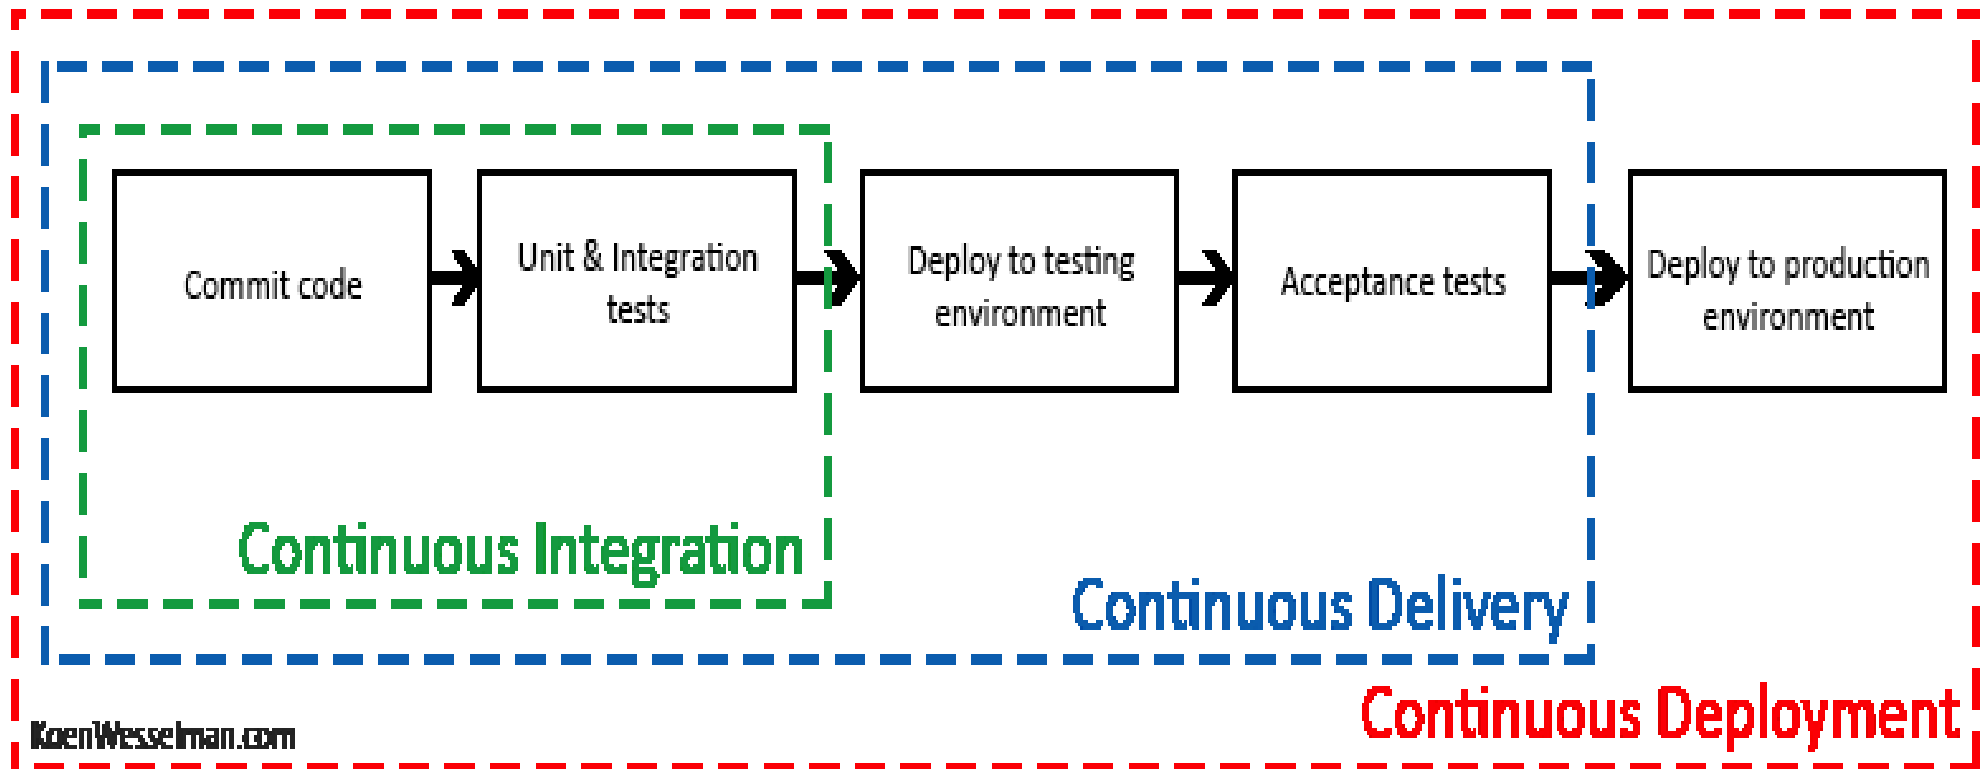 Commit code
Unit & Integration
tests
Deploy to testing
environment
Acceptance tests
Deploy to production
environment
Continuous Integration
Continuous Delivery
Continuous Deployment
KoenWesselman.com